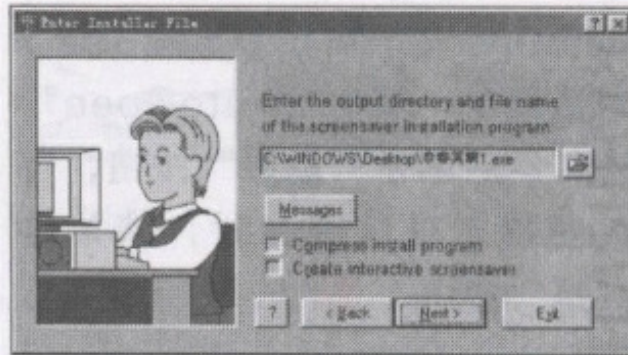 Enter Installer File
Enter the output directory and file name
of the screensaver installation program
C:\WINDOWS\Desktop\ 1.exe
Messages
Compress install program
Create interactive screensaver
?
< Back
Next >
Exit